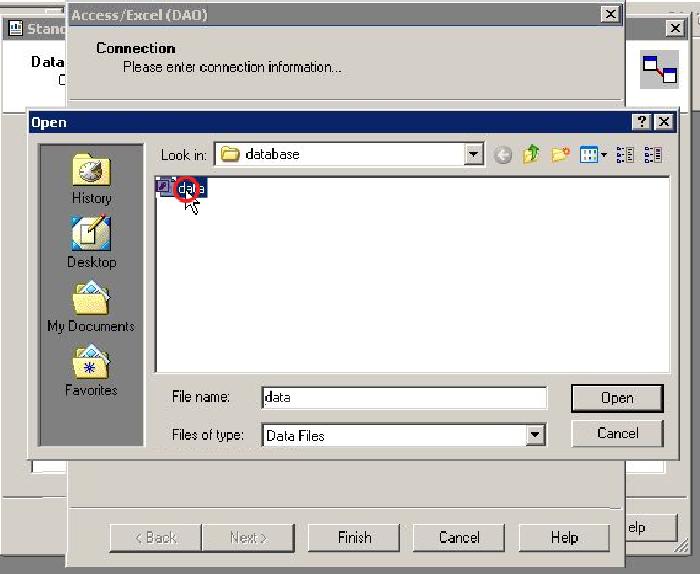 Access/Excel (DAO)
Stand
Connection
Data
Please enter connection information...
C
Open
Look in:
database
data
History
Desktop
My Documents
Favorites
File name:
data
Open
Files of type:
Data Files
Cancel
< Back
Next >
Finish
Cancel
Help
elp